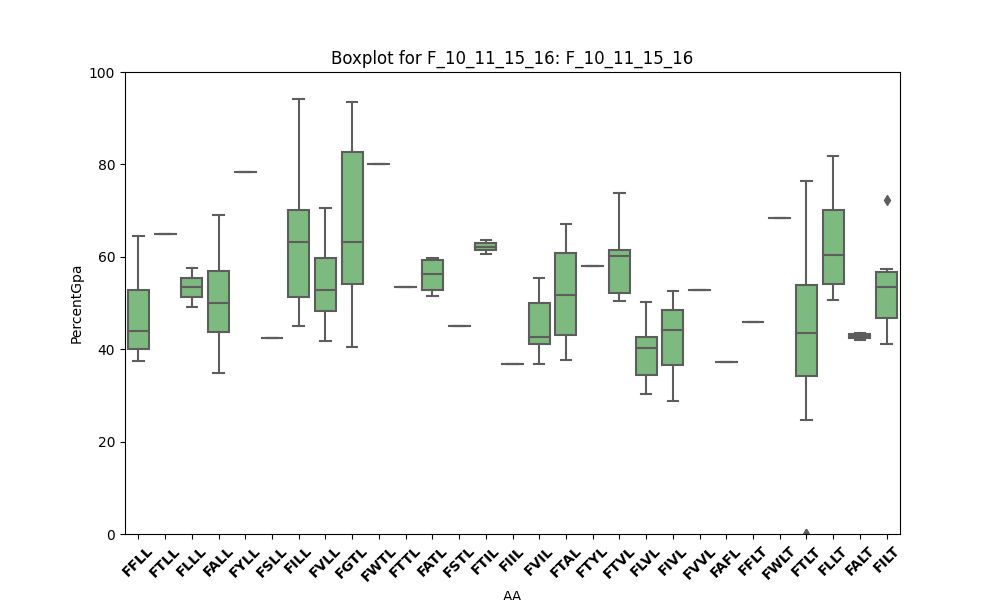 Boxplot for F_10_11_15_16: F_10_11_15_16
PercentGpa
100
80
60
40
20
0
FFLL FTLL FLLL FALL FYLL FSLL FILL FVLL FGTL FWTL FTTL FATL FSTL FTIL FIIL FVIL FTAL FTYL FTVL FLVL FIVL FVVL FAFL FFLT FWLT FTLT FLLT FALT FILT
AA